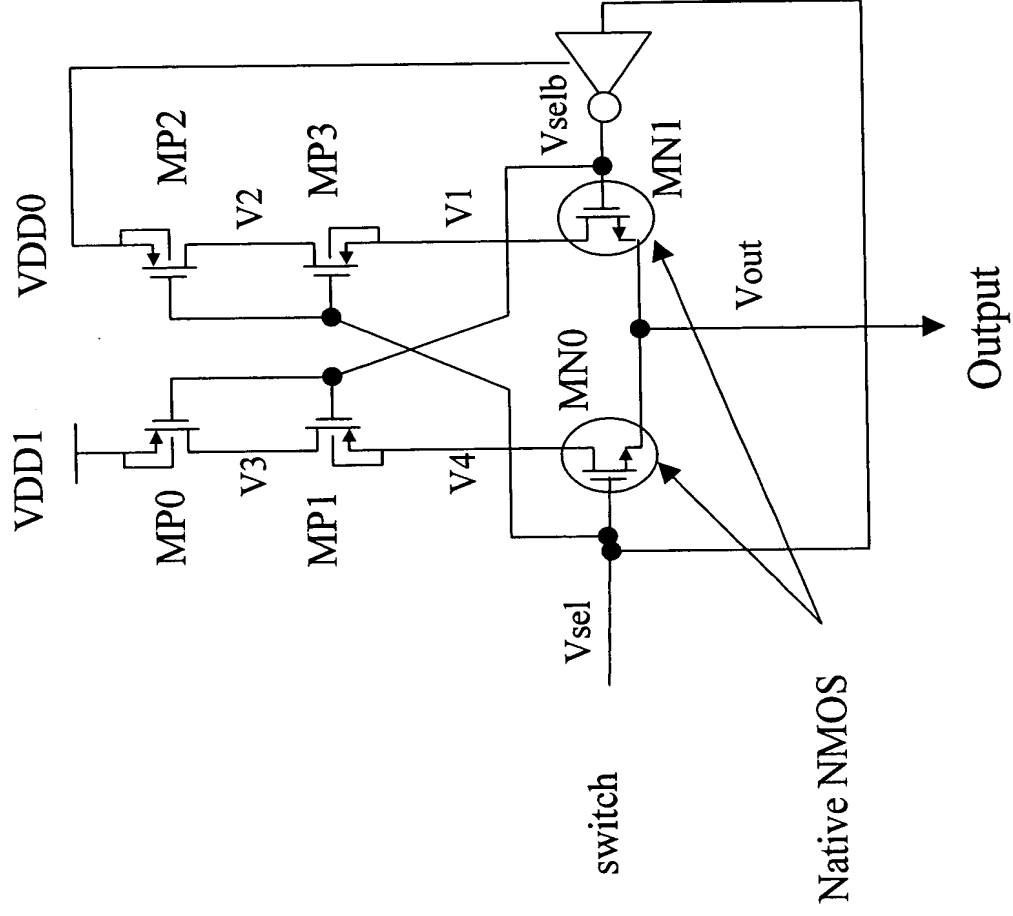 VDD1
VDD0
MP0
MP2
V3
V2
MP1
MP3
V4
V1
Vselb
MN0
MN1
Vsel
Vout
switch
Output
Native NMOS